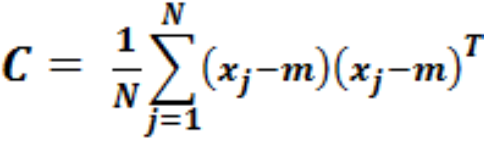 C = 1/N ∑_{j=1}^{N} (x_j−m)(x_j−m)^T